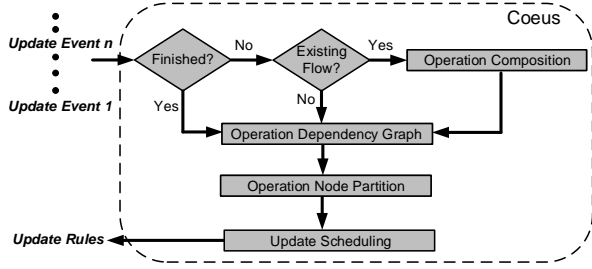 Coeus
Update Event n
Finished?
No
Existing
Flow?
Yes
Operation Composition
Update Event 1
Yes
No
Operation Dependency Graph
Operation Node Partition
Update Rules
Update Scheduling